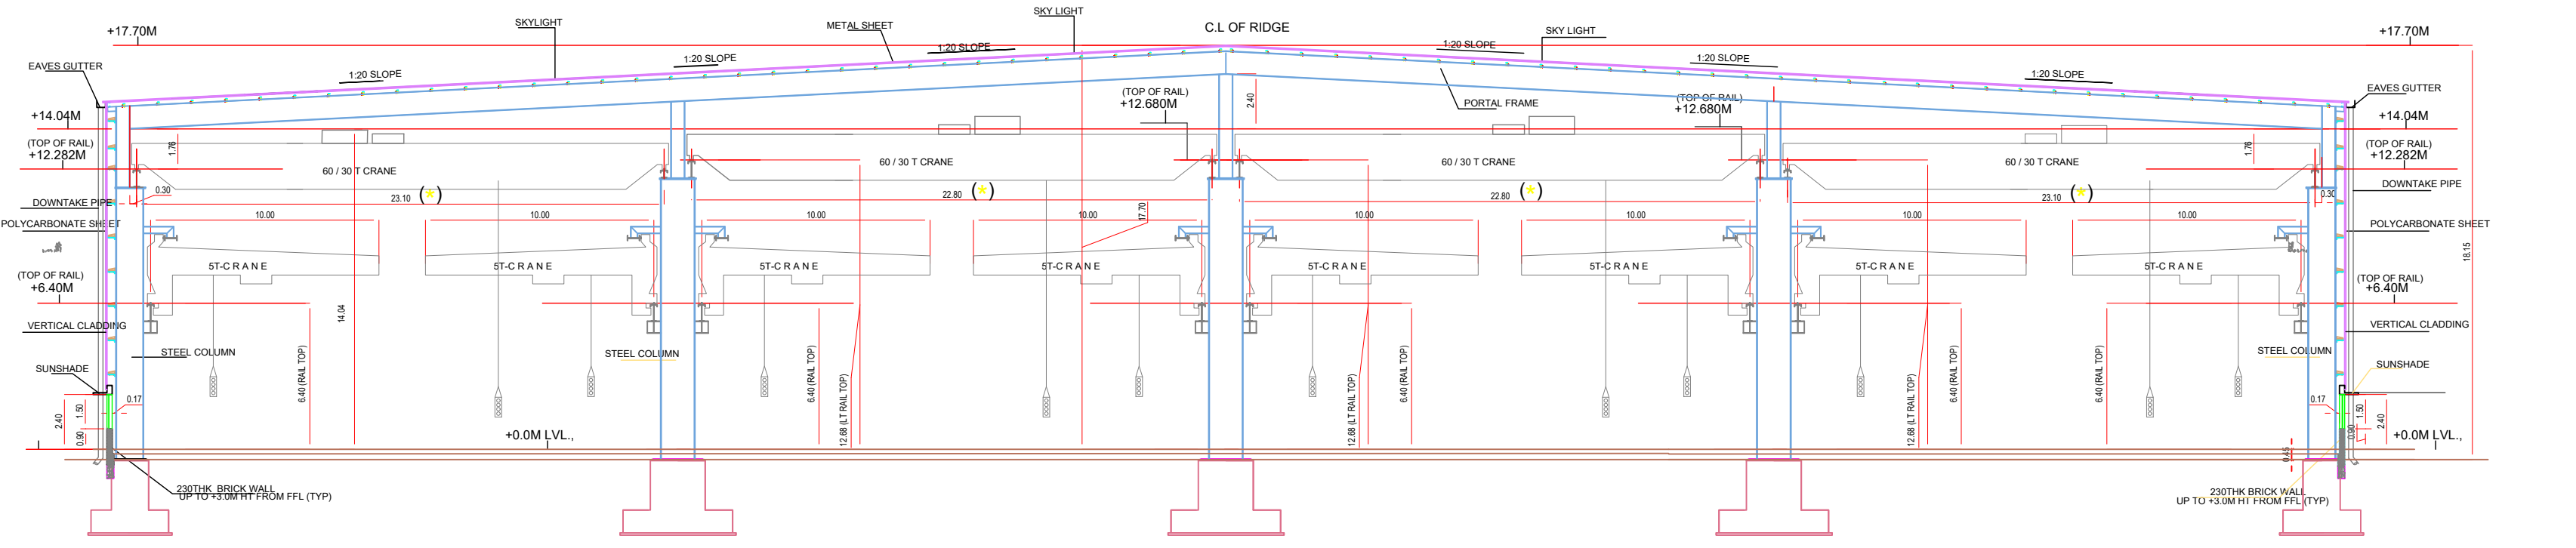 SKY LIGHT
SKYLIGHT
METAL SHEET
C.L OF RIDGE
SKY LIGHT
+17.70M
+17.70M
1:20 SLOPE
1:20 SLOPE
1:20 SLOPE
1:20 SLOPE
1:20 SLOPE
1:20 SLOPE
EAVES GUTTER
EAVES GUTTER
(TOP OF RAIL)
+12.680M
2.40
PORTAL FRAME
(TOP OF RAIL)
+12.680M
+14.04M
+14.04M
(TOP OF RAIL)
+12.282M
1.76
1.76
(TOP OF RAIL)
+12.282M
60 / 30 T CRANE
60 / 30 T CRANE
60 / 30 T CRANE
60 / 30 T CRANE
0.30
23.10 (*)
22.80 (*)
22.80 (*)
23.10 (*)
0.30
DOWNTAKE PIPE
DOWNTAKE PIPE
10.00
10.00
10.00
10.00
17.70
10.00
10.00
10.00
10.00
POLYCARBONATE SHEET
POLYCARBONATE SHEET
18.15
5T-C R A N E
5T-C R A N E
5T-C R A N E
5T-C R A N E
5T-C R A N E
5T-C R A N E
5T-C R A N E
5T-C R A N E
(TOP OF RAIL)
+6.40M
(TOP OF RAIL)
+6.40M
14.04
VERTICAL CLADDING
VERTICAL CLADDING
STEEL COLUMN
STEEL COLUMN
STEEL COLUMN
6.40 (RAIL TOP)
6.40 (RAIL TOP)
12.68 (LT RAIL TOP)
12.68 (LT RAIL TOP)
6.40 (RAIL TOP)
12.68 (LT RAIL TOP)
6.40 (RAIL TOP)
6.40 (RAIL TOP)
SUNSHADE
SUNSHADE
0.17
0.17
2.40
1.50
0.90
1.50
2.40
0.90
+0.0M LVL.,
+0.0M LVL.,
0.45
230THK BRICK WALL
UP TO +3.0M HT FROM FFL (TYP)
230THK BRICK WALL
UP TO +3.0M HT FROM FFL (TYP)